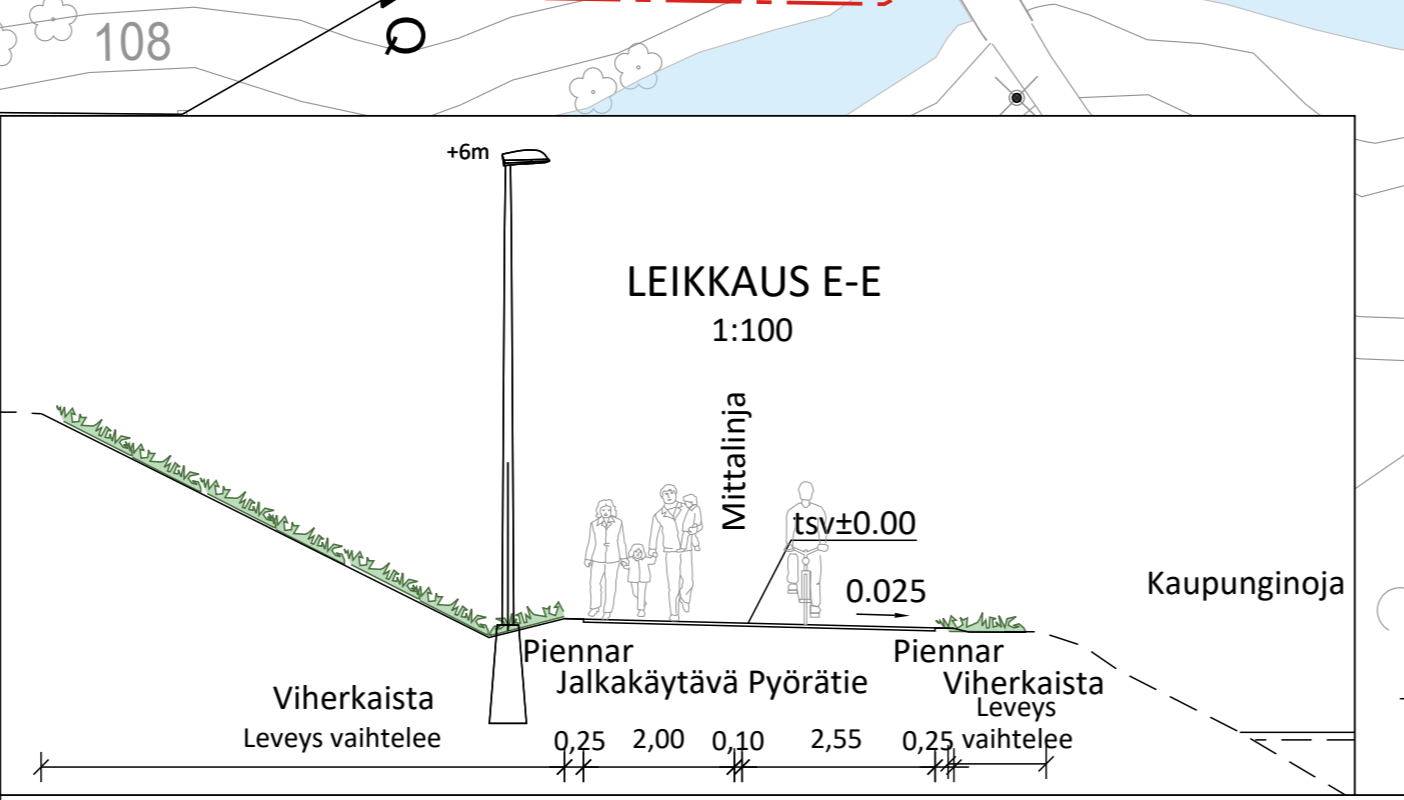 108
Q
+6m
LEIKKAUS E-E
1:100
Mittalinja
tsv±0.00
0.025
Kaupunginoja
Piennar
Piennar
Jalkakäytävä Pyörätie
Viherkaista
Viherkaista
Leveys
vaihtelee
Leveys vaihtelee
0,25 2,00 0,10 2,55 0,25